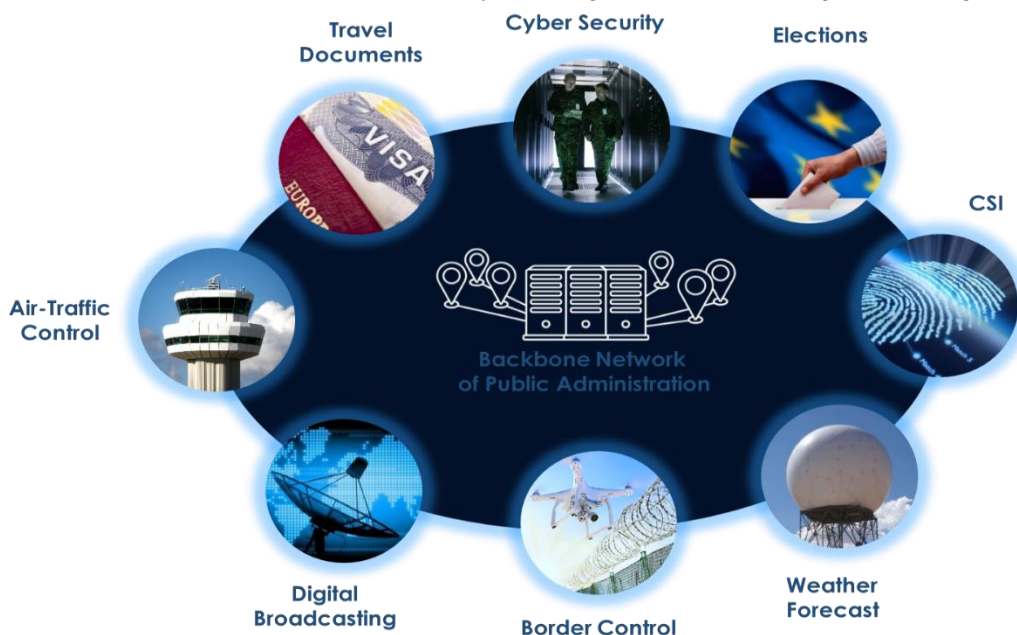 Cyber Security
Travel
Documents
Elections
VISA
EUROPE
CSI
Air-Traffic
Control
Backbone Network
of Public Administration
Digital
Broadcasting
Border Control
Weather
Forecast